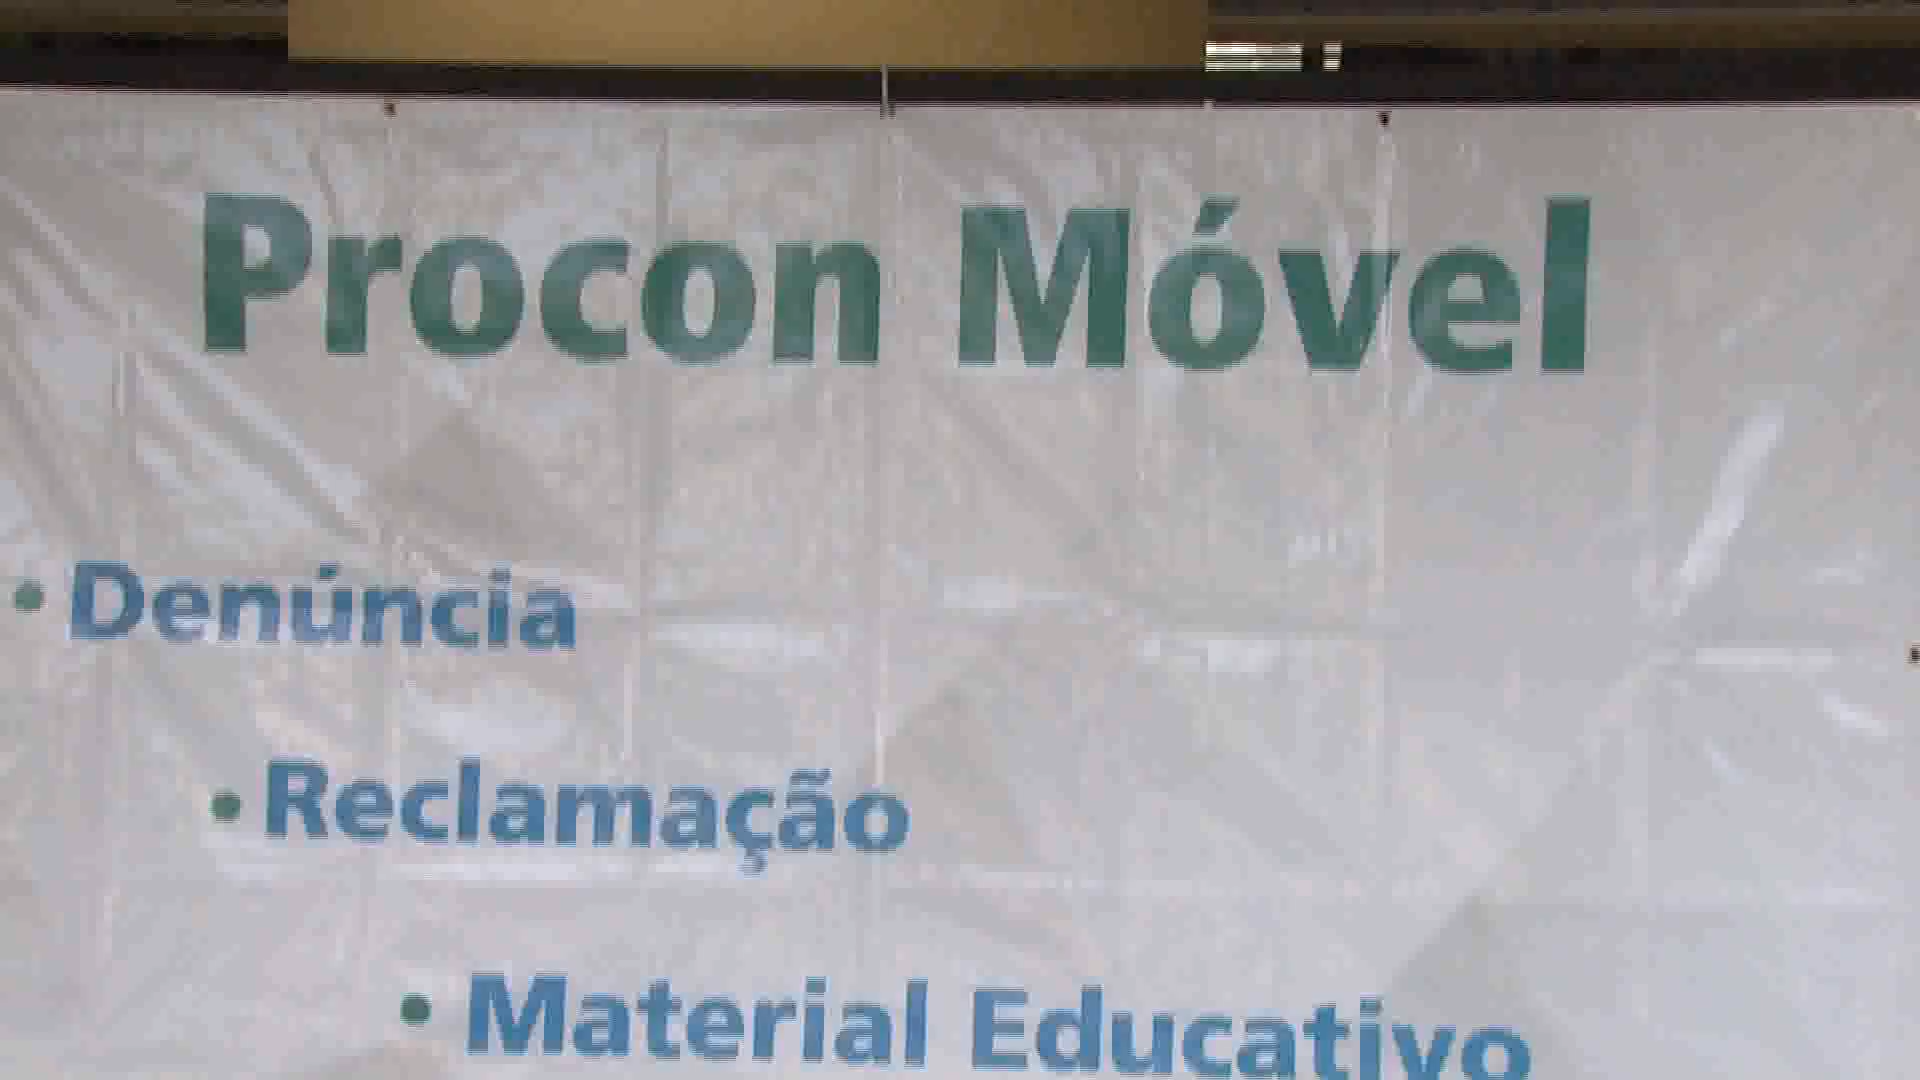 Procon Móvel
• Denúncia
• Reclamação
• Material Educativo